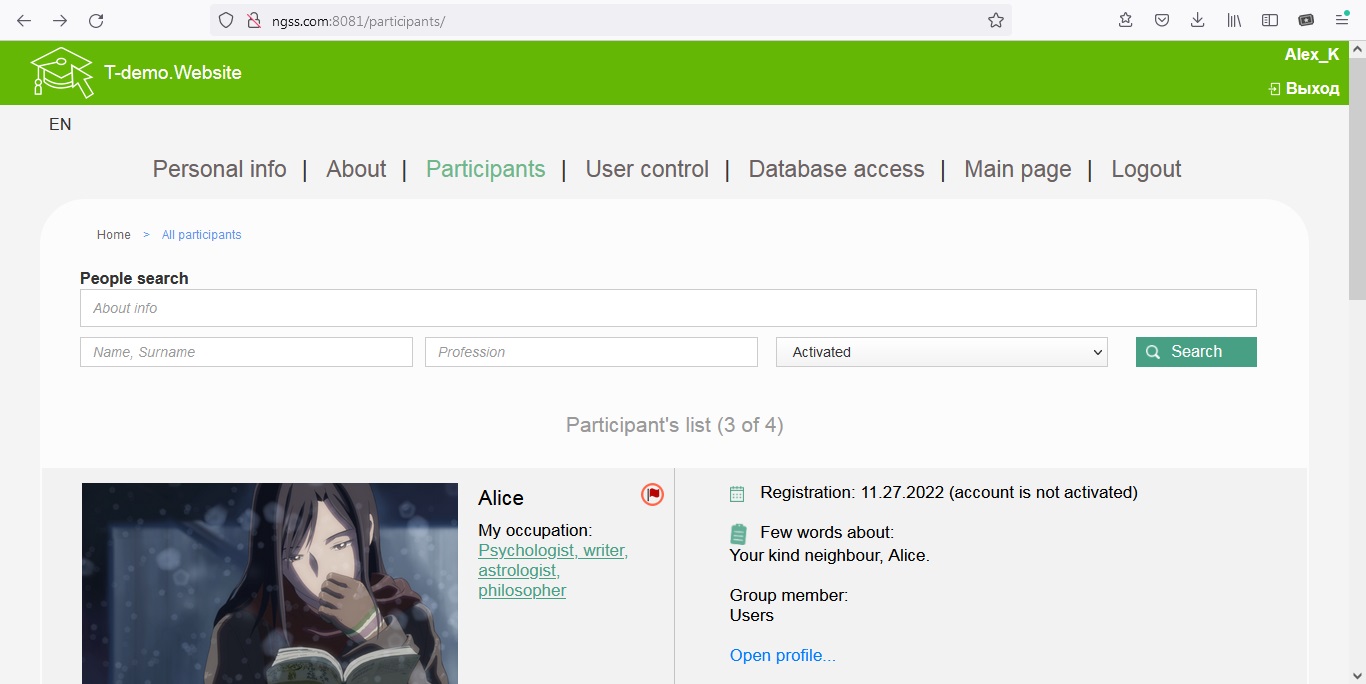 ngss.com:8081/participants/
T-demo.Website
Alex_K
Выход
EN
Personal info | About | Participants | User control | Database access | Main page | Logout
Home > All participants
People search
About info
Name, Surname
Profession
Activated
Search
Participant's list (3 of 4)
Alice
My occupation:
Psychologist, writer,
astrologist,
philosopher
Registration: 11.27.2022 (account is not activated)
Few words about:
Your kind neighbour, Alice.
Group member:
Users
Open profile...